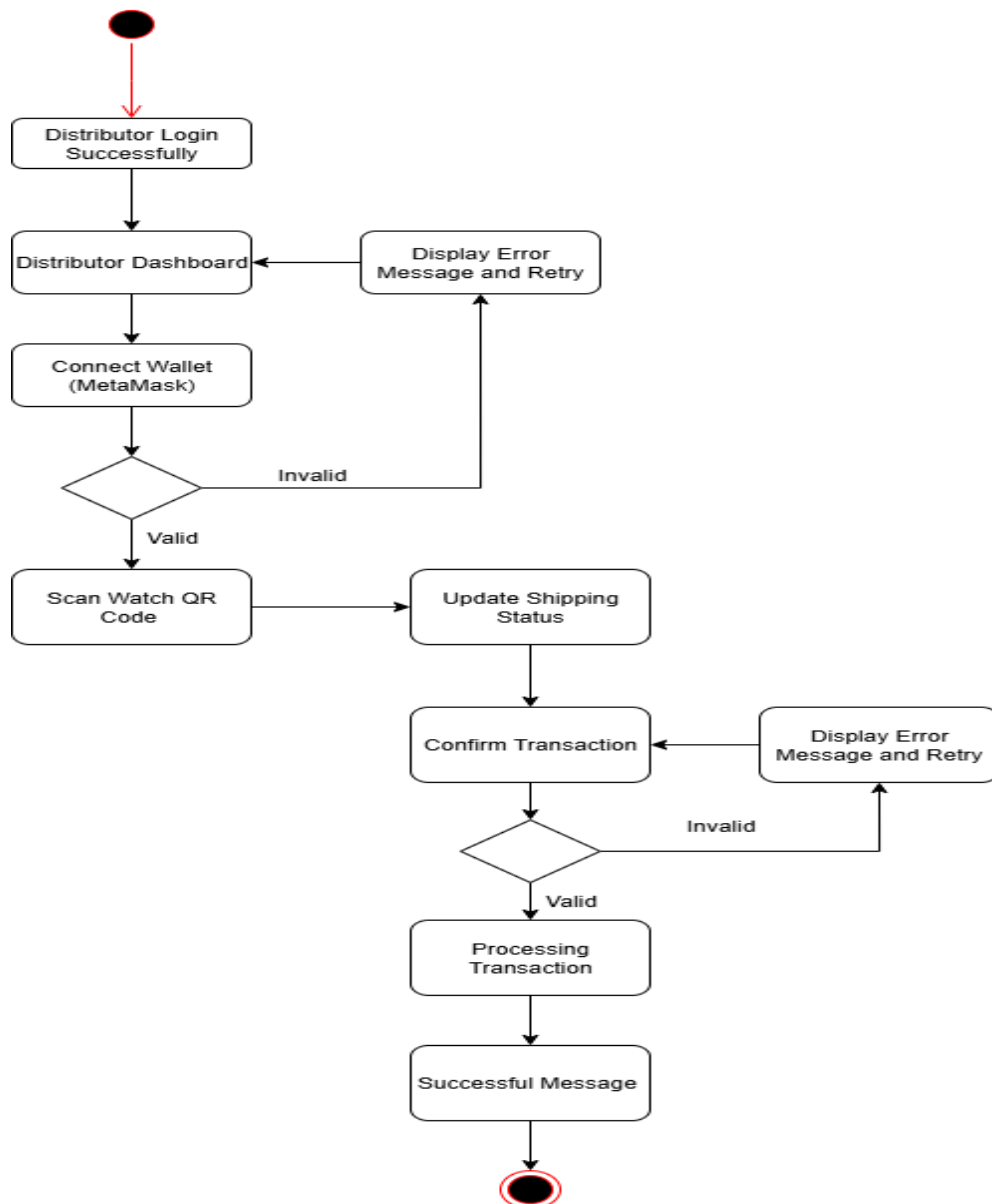 Distributor Login
Successfully
Distributor Dashboard
Display Error
Message and Retry
Connect Wallet
(MetaMask)
Invalid
Valid
Scan Watch QR
Code
Update Shipping
Status
Confirm Transaction
Display Error
Message and Retry
Invalid
Valid
Processing
Transaction
Successful Message